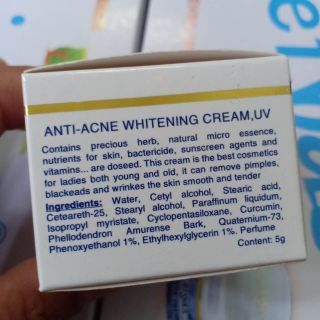 ANTI-ACNE WHITENING CREAM,UV
Contains precious herb, natural micro essence,
nutrients for skin, bactericide, sunscreen agents and
vitamins... are doseed. This cream is the best cosmetics
for ladies both young and old, it can remove pimples,
blackeads and wrinkes the skin smooth and tender
Ingredients: Water, Cetyl alcohol, Stearic acid,
Ceteareth-25, Stearyl alcohol, Paraffinum liquidum,
Isopropyl myristate, Cyclopentasiloxane, Curcumin,
Phellodendron Amurense Bark, Quaternium-73,
Phenoxyethanol 1%, Ethylhexylglycerin 1%. Perfume
Content: 5g